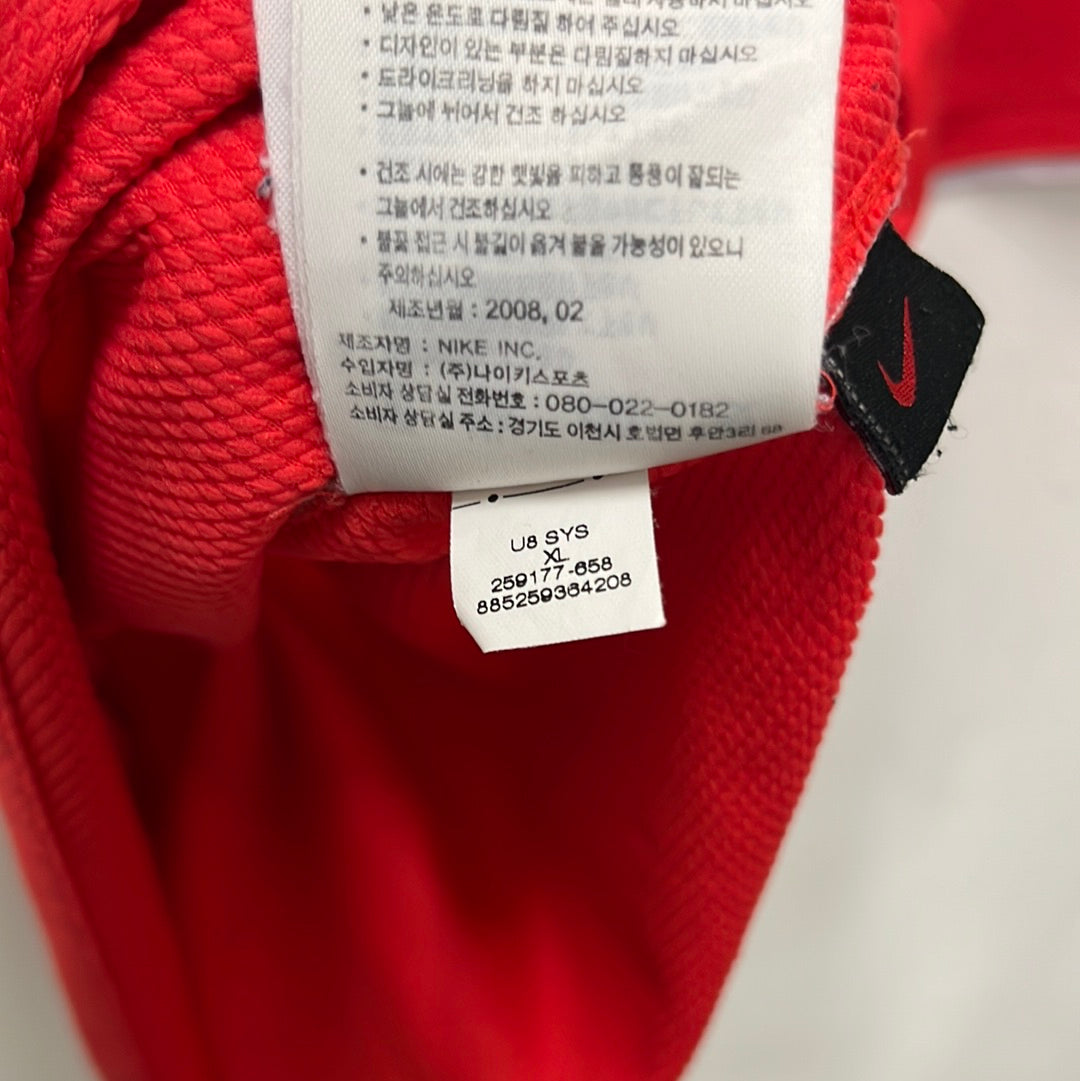 • 낮은 온도로 다림질 하여 주십시오
• 디자인이 있는 부분은 다림질하지 마십시오
• 드라이크리닝을 하지 마십시오
• 그늘에 뉘어서 건조 하십시오
• 건조 시에는 강한 햇빛을 피하고 통풍이 잘되는
그늘에서 건조하십시오
• 불꽃 접근 시 불길이 옮겨 붙을 가능성이 있으니
주의하십시오
제조년월 : 2008, 02
제조자명 : NIKE INC.
수입자명 : (주)나이키스포츠
소비자 상담실 전화번호 : 080-022-0182
소비자 상담실 주소 : 경기도 이천시 호법면 후안3리 68
U8 SYS
XL
259177-658
885259364208